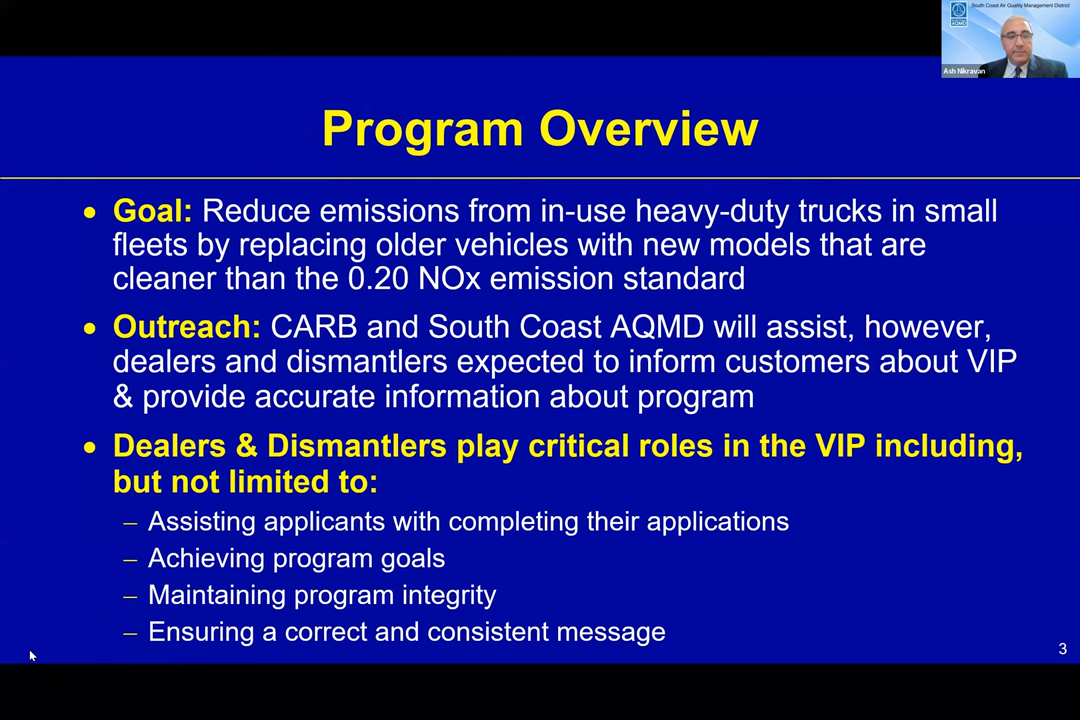 South Coast Air Quality Management District
AQMD
Ash Nikravan
Program Overview
• Goal: Reduce emissions from in-use heavy-duty trucks in small
fleets by replacing older vehicles with new models that are
cleaner than the 0.20 NOx emission standard
• Outreach: CARB and South Coast AQMD will assist, however,
dealers and dismantlers expected to inform customers about VIP
& provide accurate information about program
• Dealers & Dismantlers play critical roles in the VIP including,
but not limited to:
– Assisting applicants with completing their applications
– Achieving program goals
– Maintaining program integrity
– Ensuring a correct and consistent message
3